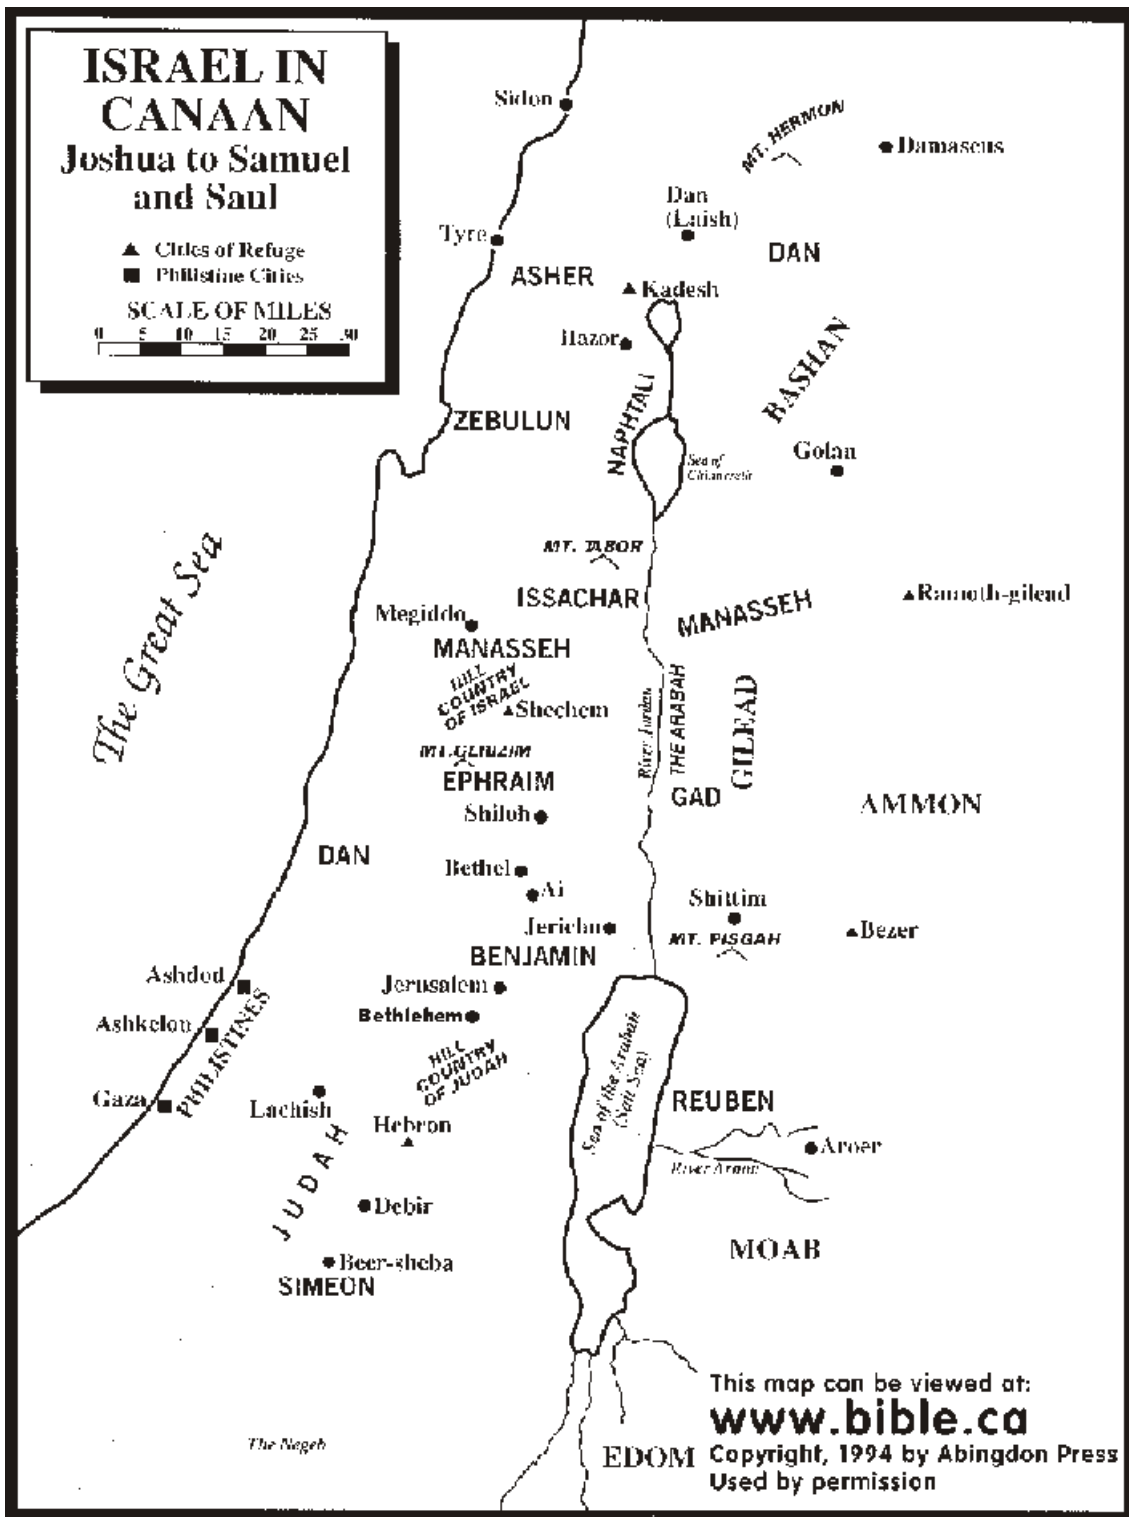 ISRAEL IN
CANAAN
Joshua to Samuel
and Saul
▲ Cities of Refuge
■ Philistine Cities
SCALE OF MILES
0 5 10 15 20 25 30
Sidon
MT. HERMON
Damascus
Dan
(Laish)
Tyre
DAN
ASHER
Kadesh
Hazor
BASHAN
NAPHTALI
ZEBULUN
Golan
Sea of
Chinnereth
The Great Sea
MT. TABOR
ISSACHAR
MANASSEH
Ramoth-gilead
Megiddo
MANASSEH
HILL
COUNTRY
OF ISRAEL
Shechem
River Jordan
THE ARABAH
GILEAD
MT. GERIZIM
EPHRAIM
GAD
AMMON
Shiloh
DAN
Bethel
Ai
Shittim
Jericho
MT. PISGAH
Bezer
BENJAMIN
Ashdod
Jerusalem
Bethlehem
Ashkelon
PHILISTINES
HILL
COUNTRY
OF JUDAH
Sea of the Arabah
(Salt Sea)
Gaza
Lachish
REUBEN
Hebron
JUDAH
Aroer
River Arnon
Debir
MOAB
Beer-sheba
SIMEON
The Negeb
EDOM
This map can be viewed at:
www.bible.ca
Copyright, 1994 by Abingdon Press
Used by permission